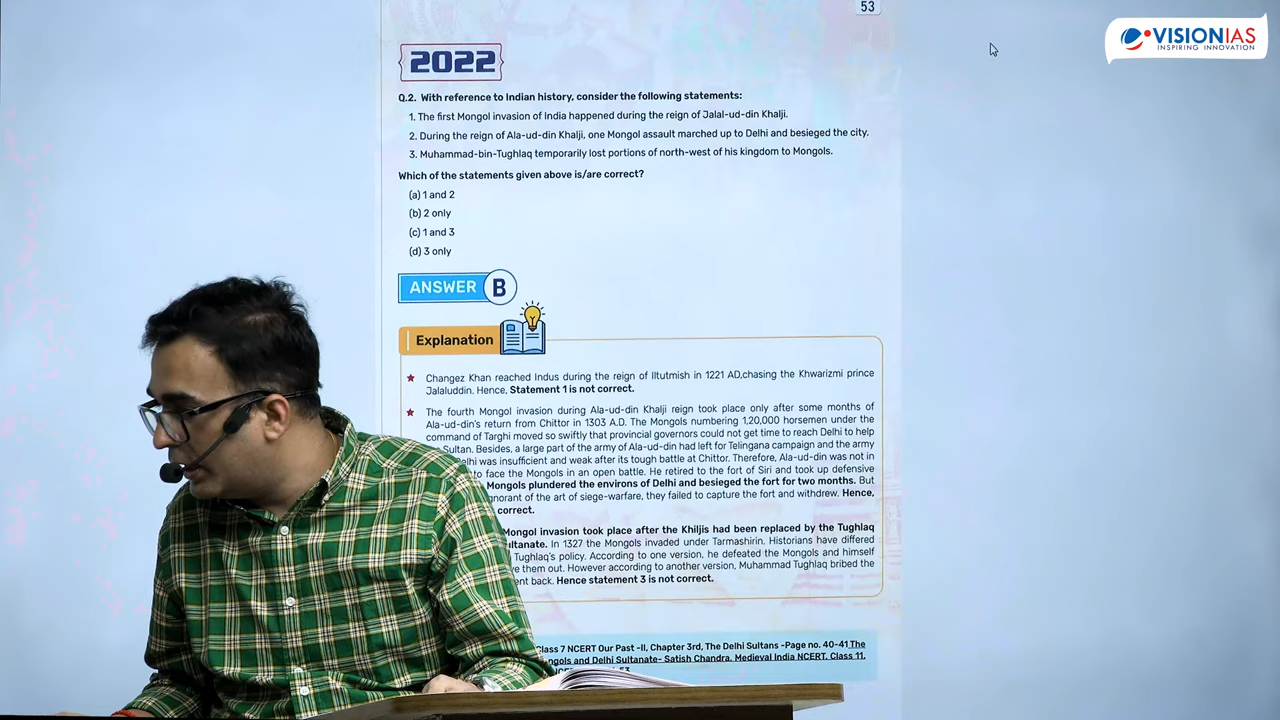 53
VISIONIAS
INSPIRING INNOVATION
2022
Q.2. With reference to Indian history, consider the following statements:
1. The first Mongol invasion of India happened during the reign of Jalal-ud-din Khalji.
2. During the reign of Ala-ud-din Khalji, one Mongol assault marched up to Delhi and besieged the city.
3. Muhammad-bin-Tughlaq temporarily lost portions of north-west of his kingdom to Mongols.
Which of the statements given above is/are correct?
(a) 1 and 2
(b) 2 only
(c) 1 and 3
(d) 3 only
ANSWER B
Explanation
Changez Khan reached Indus during the reign of Iltutmish in 1221 AD,chasing the Khwarizmi prince
Jalaluddin. Hence, Statement 1 is not correct.
The fourth Mongol invasion during Ala-ud-din Khalji reign took place only after some months of
Ala-ud-din's return from Chittor in 1303 A.D. The Mongols numbering 1,20,000 horsemen under the
command of Targhi moved so swiftly that provincial governors could not get time to reach Delhi to help
Sultan. Besides, a large part of the army of Ala-ud-din had left for Telingana campaign and the army
elhi was insufficient and weak after its tough battle at Chittor. Therefore, Ala-ud-din was not in
to face the Mongols in an open battle. He retired to the fort of Siri and took up defensive
Mongols plundered the environs of Delhi and besieged the fort for two months. But
norant of the art of siege-warfare, they failed to capture the fort and withdrew. Hence,
correct.
Mongol invasion took place after the Khiljis had been replaced by the Tughlaq
ultanate. In 1327 the Mongols invaded under Tarmashirin. Historians have differed
Tughlaq's policy. According to one version, he defeated the Mongols and himself
ve them out. However according to another version, Muhammad Tughlaq bribed the
ent back. Hence statement 3 is not correct.
Class 7 NCERT Our Past -II, Chapter 3rd, The Delhi Sultans -Page no. 40-41 The
ngols and Delhi Sultanate- Satish Chandra, Medieval India NCERT, Class 11,
53